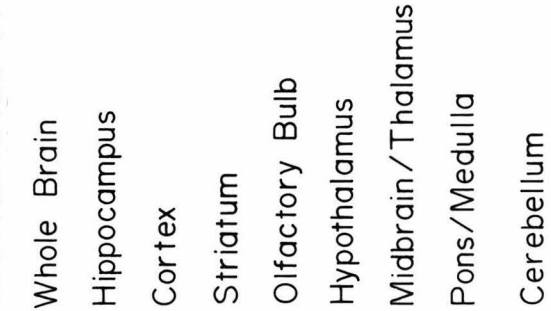 Whole Brain
Hippocampus
Cortex
Striatum
Olfactory Bulb
Hypothalamus
Midbrain/Thalamus
Pons/Medulla
Cerebellum